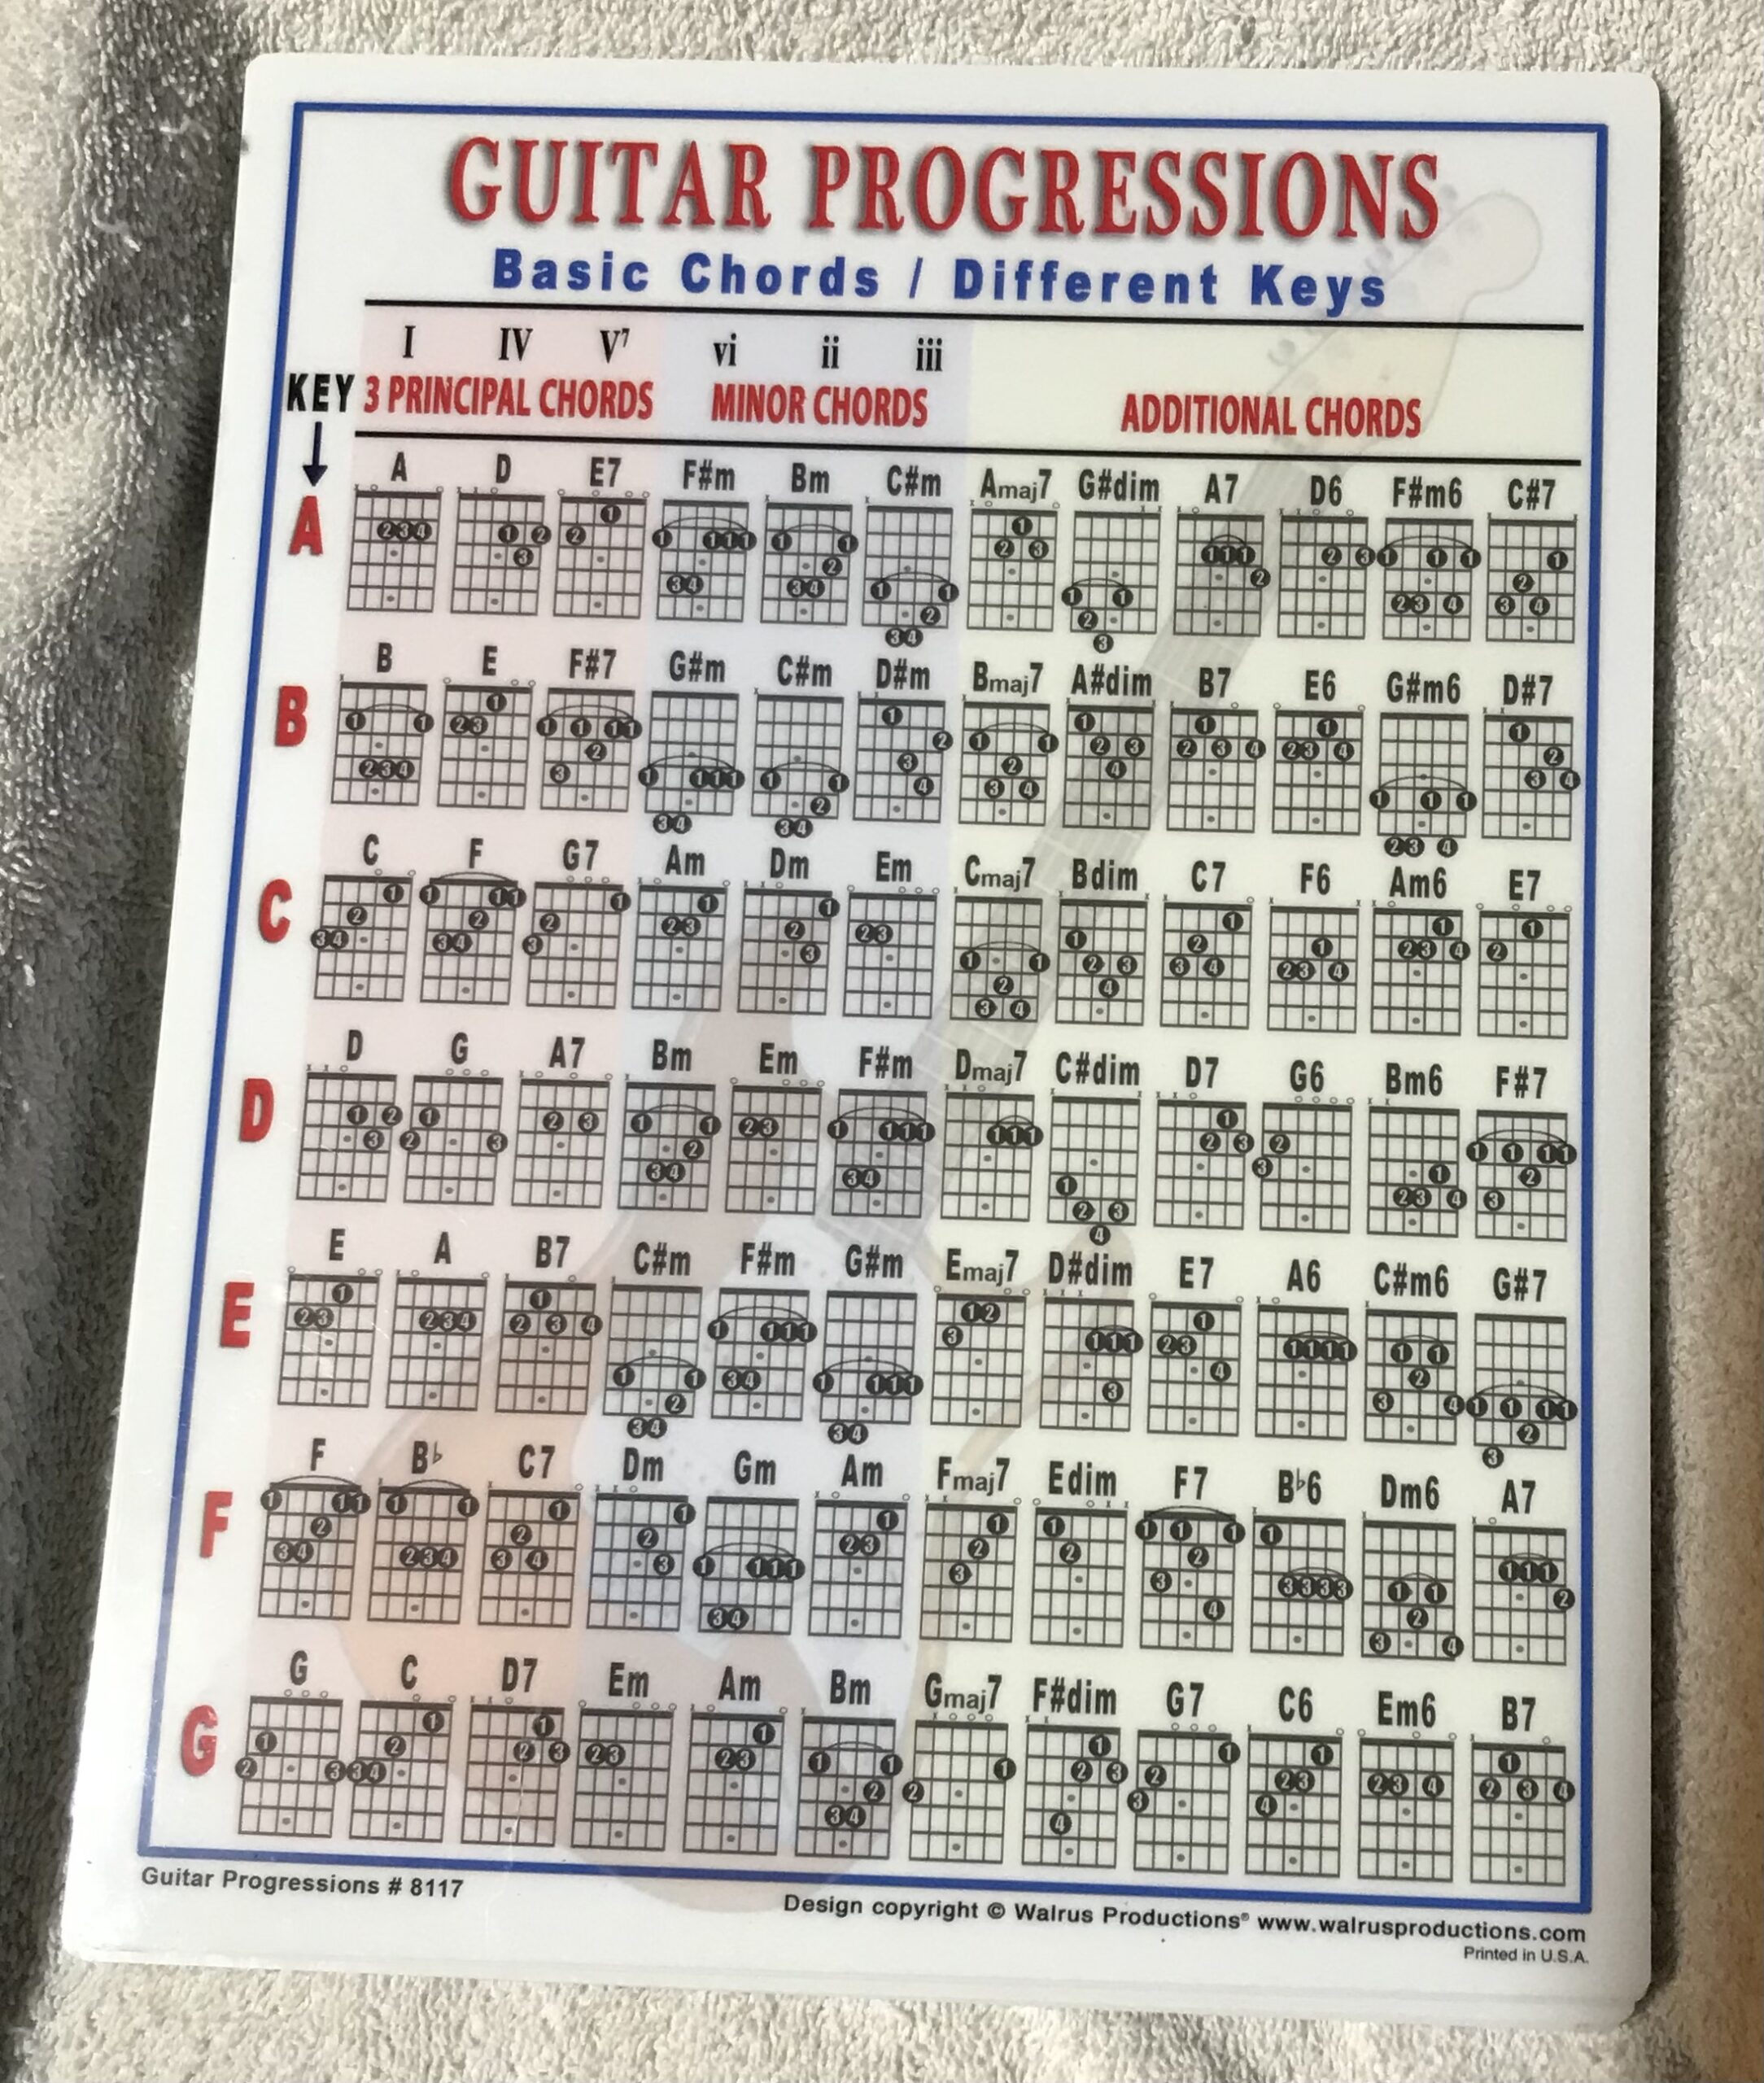 GUITAR PROGRESSIONS
Basic Chords / Different Keys
I IV V7 vi ii iii
KEY 3 PRINCIPAL CHORDS MINOR CHORDS ADDITIONAL CHORDS
A D E7 F#m Bm C#m Amaj7 G#dim A7 D6 F#m6 C#7
A
B E F#7 G#m C#m D#m Bmaj7 A#dim B7 E6 G#m6 D#7
B
C F G7 Am Dm Em Cmaj7 Bdim C7 F6 Am6 E7
C
D G A7 Bm Em F#m Dmaj7 C#dim D7 G6 Bm6 F#7
D
E A B7 C#m F#m G#m Emaj7 D#dim E7 A6 C#m6 G#7
E
F B♭ C7 Dm Gm Am Fmaj7 Edim F7 B♭6 Dm6 A7
F
G C D7 Em Am Bm Gmaj7 F#dim G7 C6 Em6 B7
G
Guitar Progressions # 8117
Design copyright © Walrus Productions® www.walrusproductions.com
Printed in U.S.A.